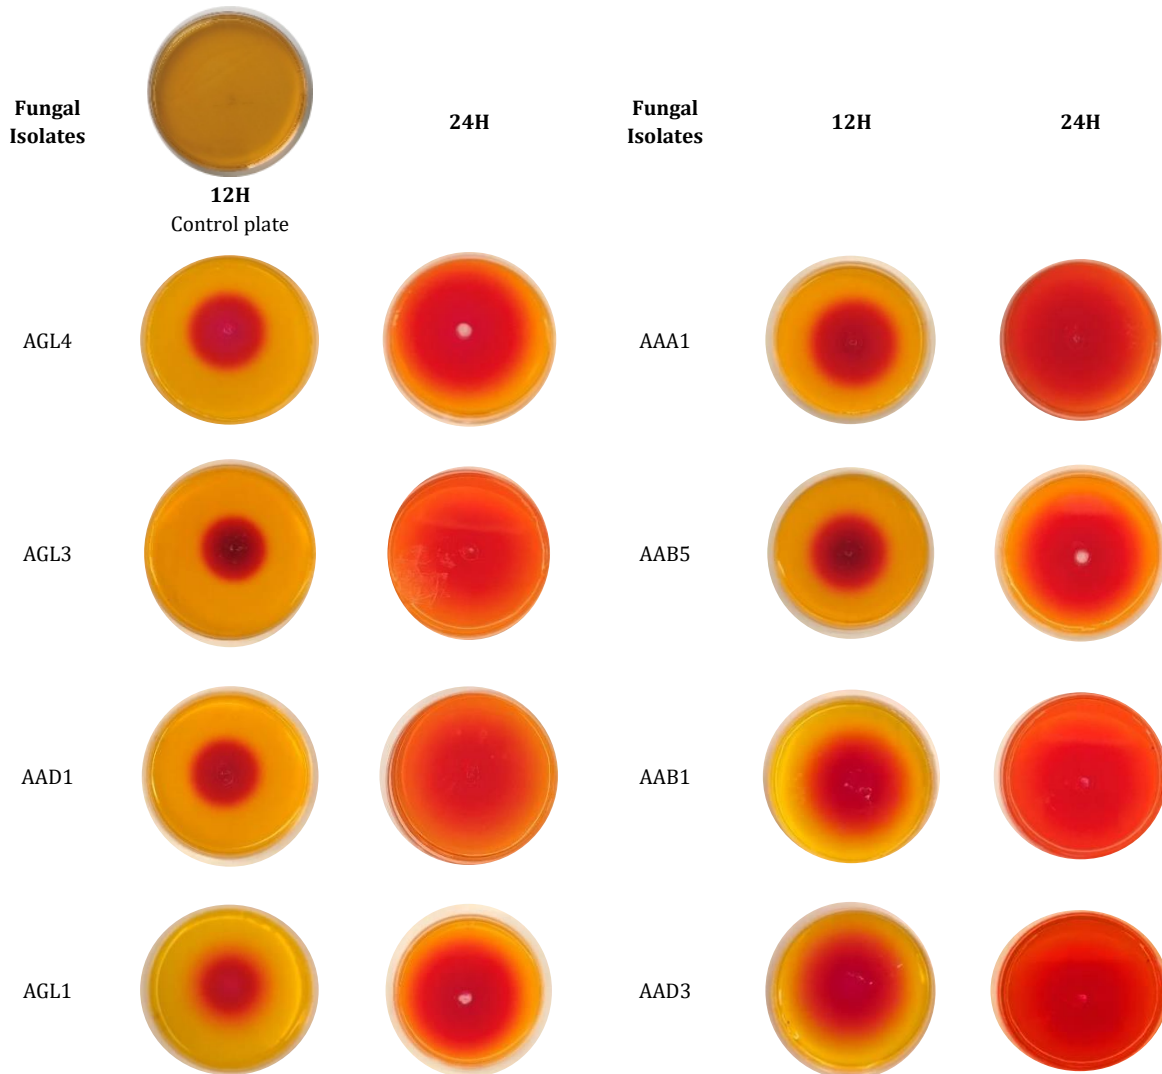 Fungal
Isolates
12H
Control plate
24H
Fungal
Isolates
12H
24H
AGL4
AAA1
AGL3
AAB5
AAD1
AAB1
AGL1
AAD3